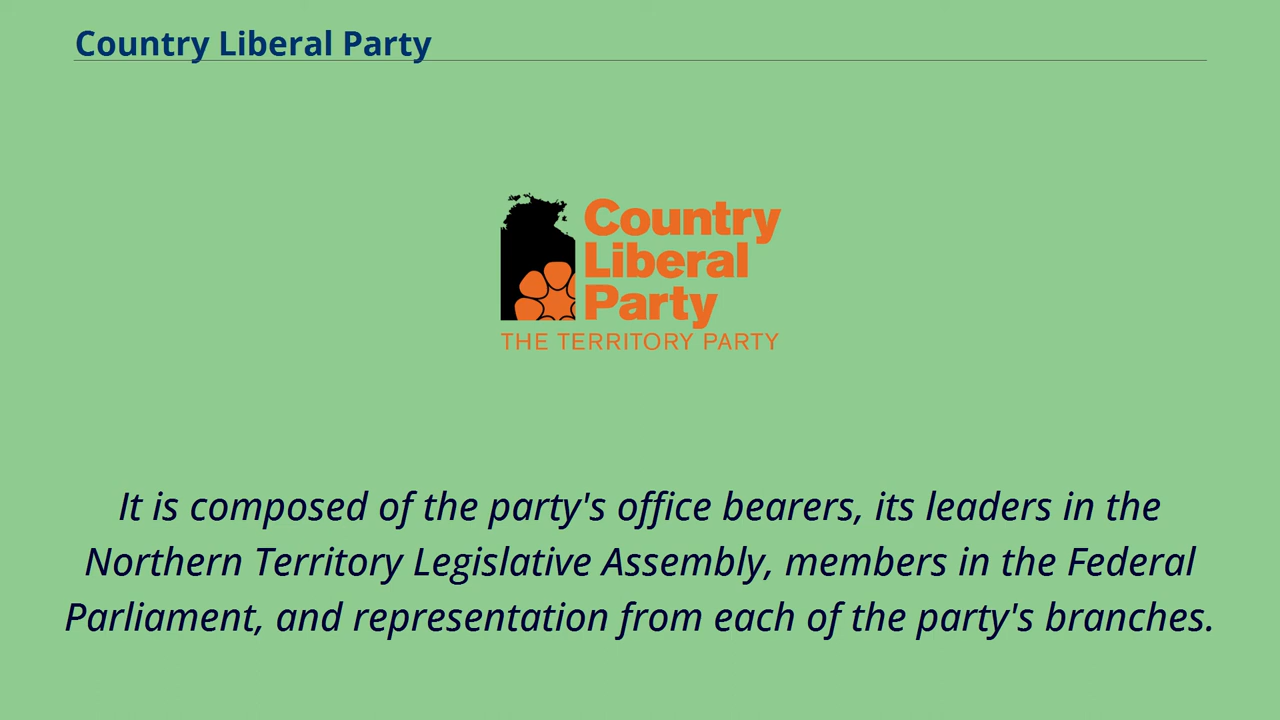 Country Liberal Party
Country
Liberal
Party
THE TERRITORY PARTY
It is composed of the party's office bearers, its leaders in the
Northern Territory Legislative Assembly, members in the Federal
Parliament, and representation from each of the party's branches.